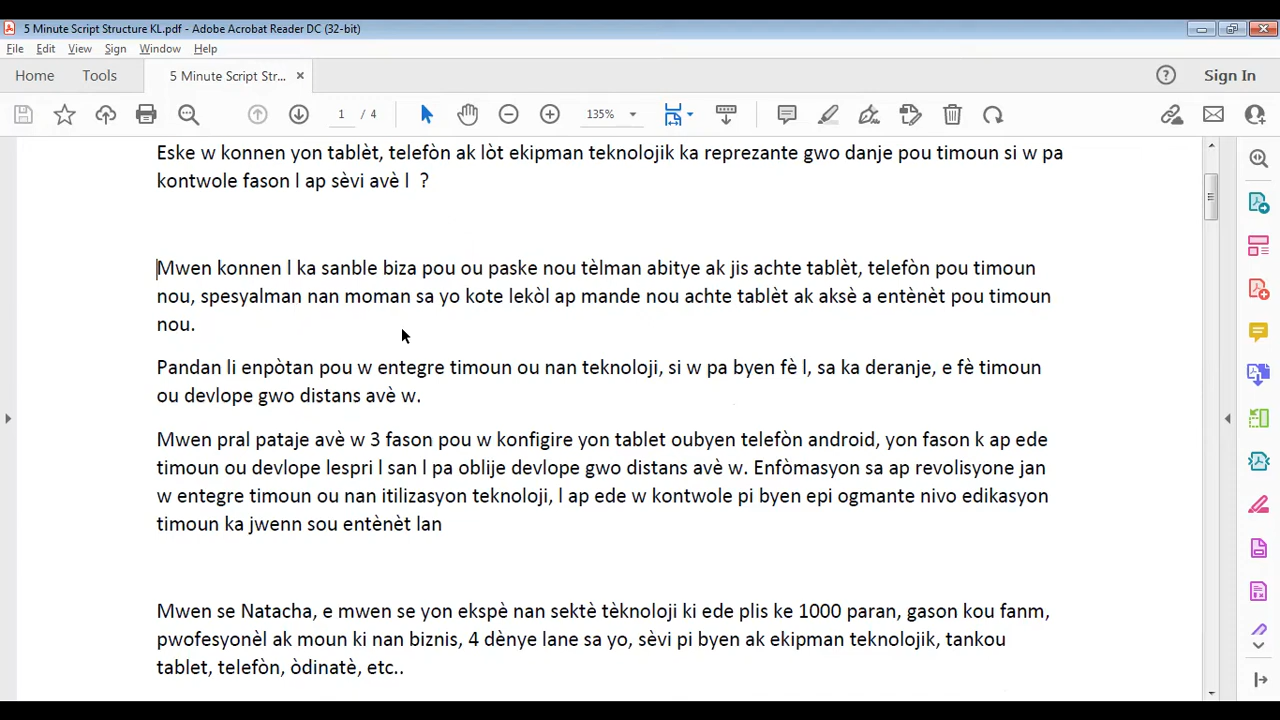 5 Minute Script Structure KL.pdf - Adobe Acrobat Reader DC (32-bit)
File Edit View Sign Window Help
Home Tools 5 Minute Script Str... × Sign In
1 / 4 135%
Eske w konnen yon tablèt, telefòn ak lòt ekipman teknolojik ka reprezante gwo danje pou timoun si w pa
kontwole fason l ap sèvi avè l ?
Mwen konnen l ka sanble biza pou ou paske nou tèlman abitye ak jis achte tablèt, telefòn pou timoun
nou, spesyalman nan moman sa yo kote lekòl ap mande nou achte tablèt ak aksè a entènèt pou timoun
nou.
Pandan li enpòtan pou w entegre timoun ou nan teknoloji, si w pa byen fè l, sa ka deranje, e fè timoun
ou devlope gwo distans avè w.
Mwen pral pataje avè w 3 fason pou w konfigire yon tablet oubyen telefòn android, yon fason k ap ede
timoun ou devlope lespri l san l pa oblije devlope gwo distans avè w. Enfòmasyon sa ap revolisyone jan
w entegre timoun ou nan itilizasyon teknoloji, l ap ede w kontwole pi byen epi ogmante nivo edikasyon
timoun ka jwenn sou entènèt lan
Mwen se Natacha, e mwen se yon ekspè nan sektè tèknoloji ki ede plis ke 1000 paran, gason kou fanm,
pwofesyonèl ak moun ki nan biznis, 4 dènye lane sa yo, sèvi pi byen ak ekipman teknolojik, tankou
tablet, telefòn, òdinatè, etc..